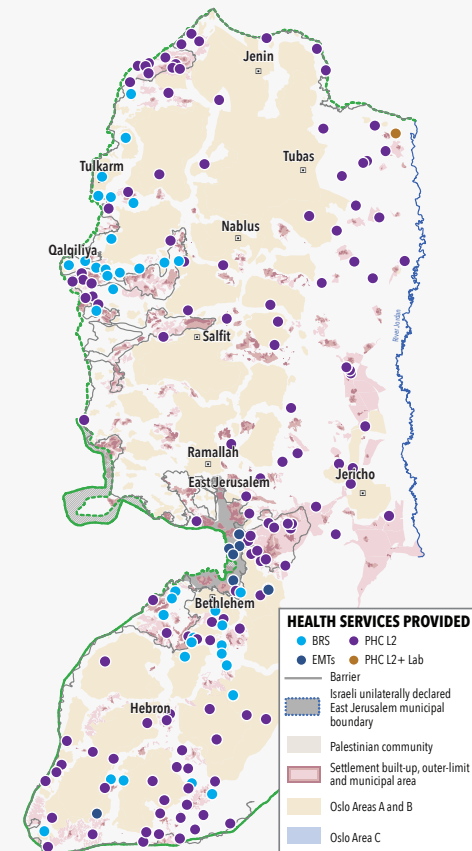 Jenin
Tubas
Tulkarm
Nablus
Qalqiliya
River Jordan
Salfit
Ramallah
Jericho
East Jerusalem
Bethlehem
Hebron
HEALTH SERVICES PROVIDED
BRS PHC L2
EMTs PHC L2+ Lab
Barrier
Israeli unilaterally declared
East Jerusalem municipal
boundary
Palestinian community
Settlement built-up, outer-limit
and municipal area
Oslo Areas A and B
Oslo Area C